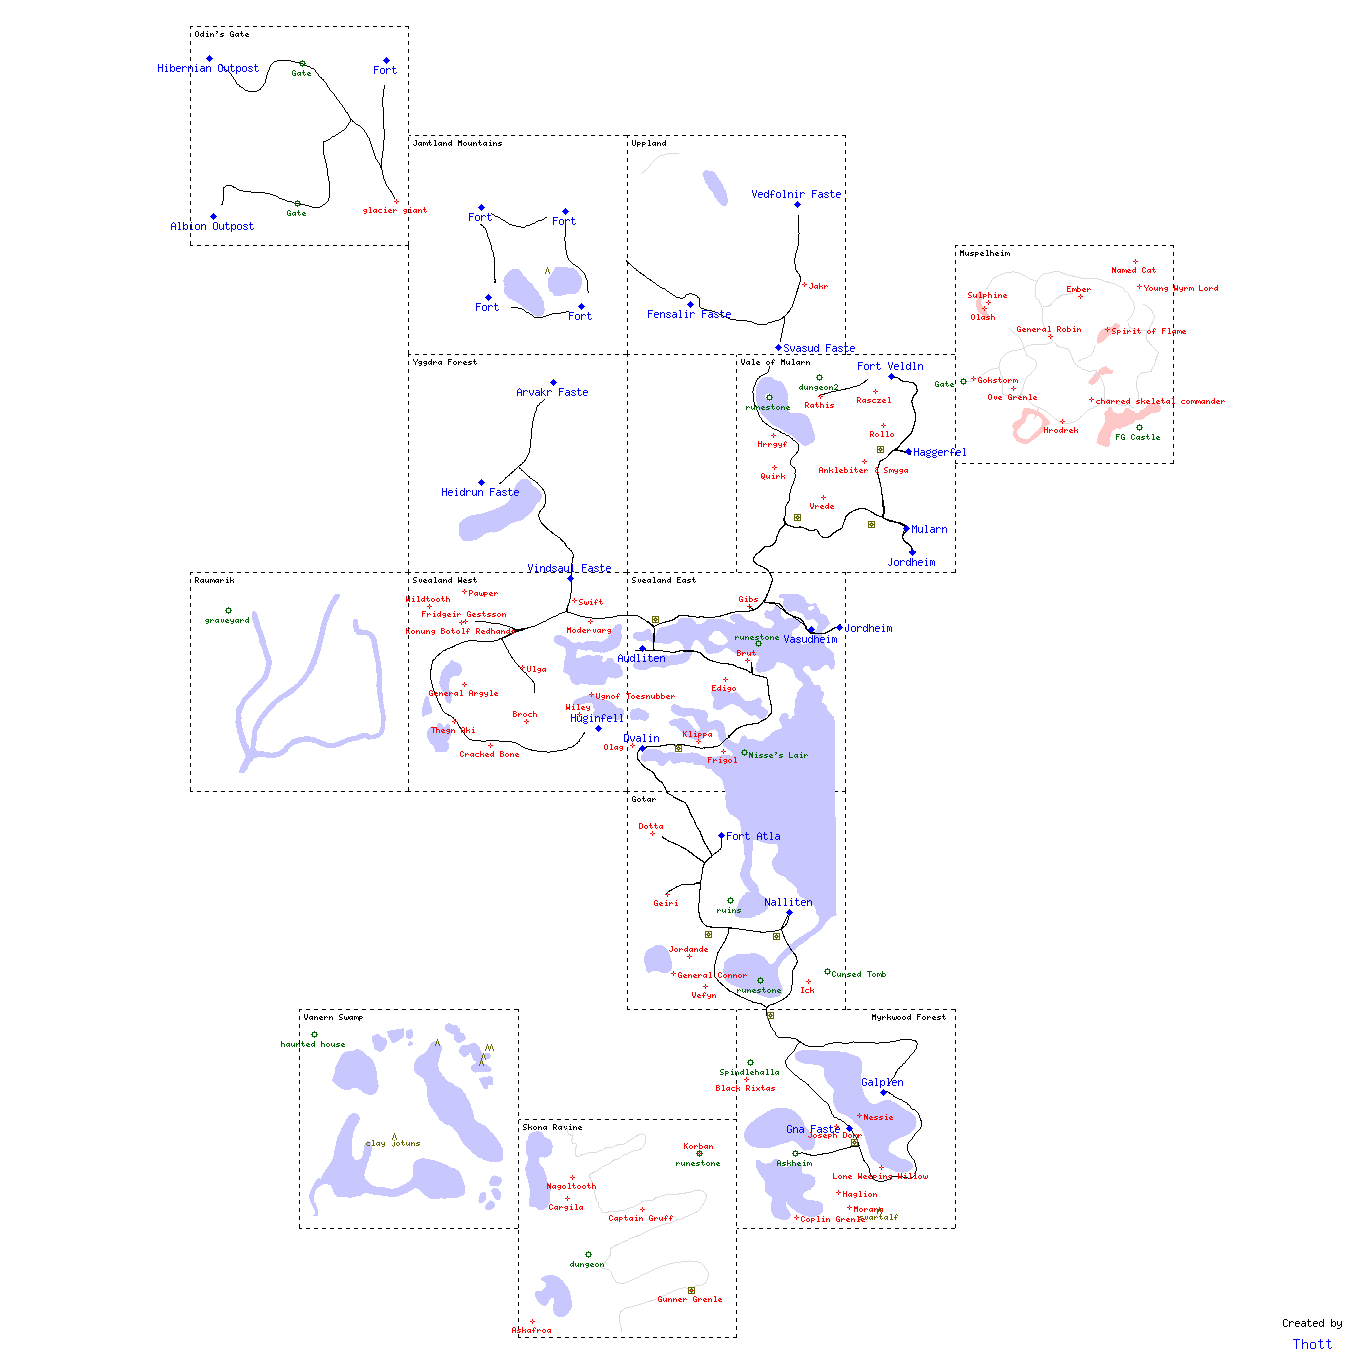 Odin's Gate
Hibernian Outpost
Gate
Fort
Gate
glacier giant
Albion Outpost
Jamtland Mountains
Fort
Fort
Fort
Fort
Uppland
Vedfolnir Faste
Jakr
Fensalir Faste
Svasud Faste
Muspelheim
Named Cat
Young Wyrm Lord
Sulphine
Ember
Olash
General Robin
Spirit of Flame
Gate
Gokstorm
Ove Grenle
charred skeletal commander
Hrodrek
FG Castle
Yggdra Forest
Arvakr Faste
Heidrun Faste
Vindsaul Faste
Vale of Mularn
Fort Veldln
dungeon2
runestone
Rathis
Rasczel
Rollo
Hrrgyf
Haggerfel
Quirk
Anklebiter & Smyga
Vrede
Mularn
Jordheim
Raumarik
graveyard
Svealand West
Pauper
Wildtooth
Swift
Fridgeir Gestsson
Konung Botolf Redhande
Modervarg
Ulga
General Argyle
Ugnof Toesnubber
Wiley
Broch
Huginfell
Thegn Aki
Cracked Bone
Svealand East
Gibs
Jordheim
runestone
Vasudheim
Brut
Audliten
Edigo
Klippa
Dvalin
Olag
Frigol
Nisse's Lair
Gotar
Dotta
Fort Atla
Geiri
ruins
Nalliten
Jordande
General Connor
runestone
Vefyn
Ick
Cursed Tomb
Vanern Swamp
haunted house
clay jotuns
Myrkwood Forest
Spindlehalla
Black Rixtas
Galplen
Nessie
Gna Faste
Joseph Dorr
Askheim
Lone Weeping Willow
Haglion
Morank
svartalf
Coplin Grenle
Skona Ravine
Korban
runestone
Nagoltooth
Cargila
Captain Gruff
dungeon
Gunner Grenle
Askafroa
Created by
Thott